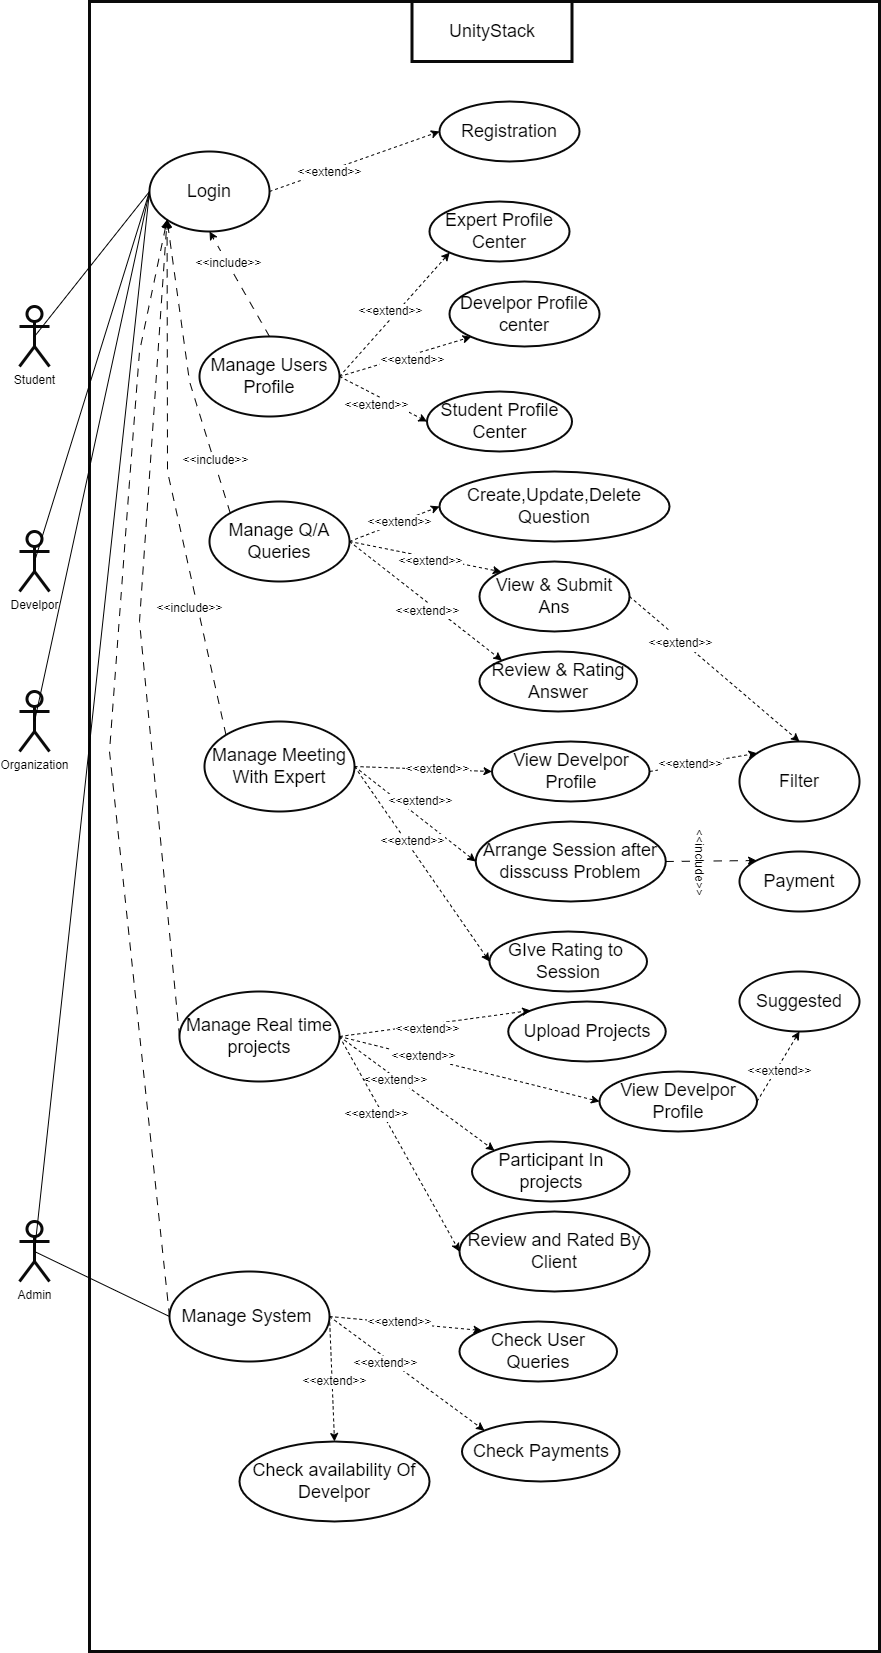 UnityStack
Registration
<<extend>>
Login
Expert Profile
Center
<<include>>
<<extend>>
Develpor Profile
center
Student
<<extend>>
Manage Users
Profile
<<extend>>
Student Profile
Center
<<include>>
Create,Update,Delete
Question
<<extend>>
Manage Q/A
Queries
<<extend>>
View & Submit
Ans
Develpor
<<include>>
<<extend>>
<<extend>>
Review & Rating
Answer
Organization
Manage Meeting
With Expert
<<extend>>
View Develpor
Profile
<<extend>>
Filter
<<extend>>
<<extend>>
Arrange Session after
disscuss Problem
<<include>>
Payment
GIve Rating to
Session
Suggested
Manage Real time
projects
<<extend>>
Upload Projects
<<extend>>
<<extend>>
<<extend>>
View Develpor
Profile
<<extend>>
Participant In
projects
Review and Rated By
Client
Admin
Manage System
<<extend>>
Check User
Queries
<<extend>>
<<extend>>
Check Payments
Check availability Of
Develpor